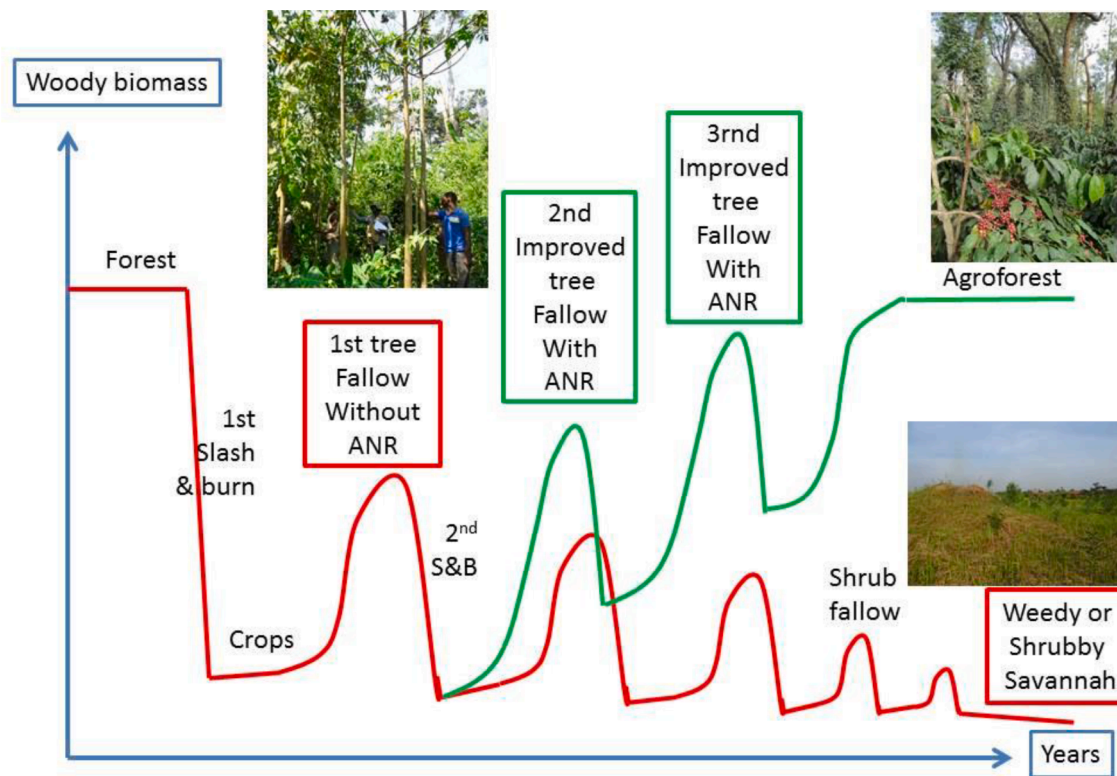 Woody biomass
Forest
1st
Slash
& burn
Crops
1st tree
Fallow
Without
ANR
2nd
S&B
2nd
Improved
tree
Fallow
With
ANR
3rnd
Improved
tree
Fallow
With
ANR
Agroforest
Shrub
fallow
Weedy or
Shrubby
Savannah
Years